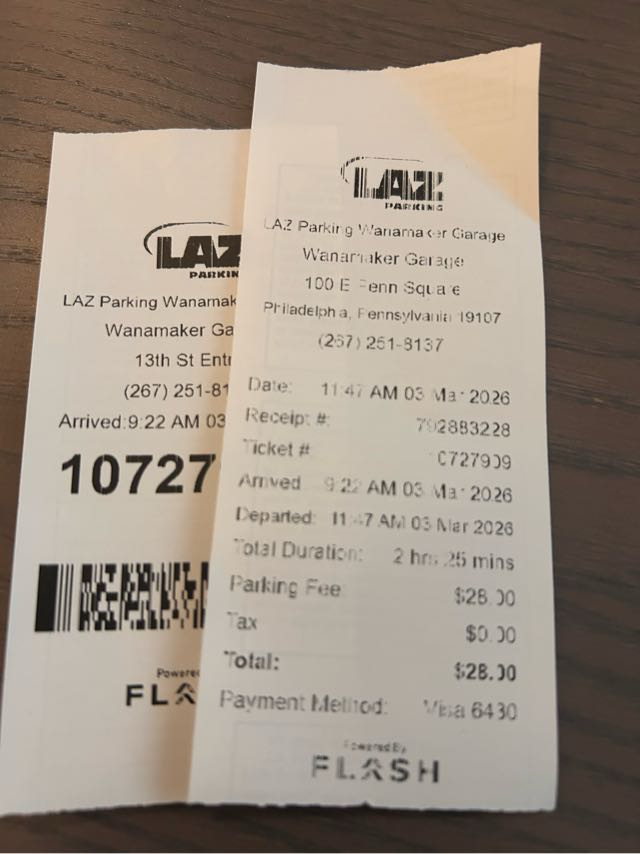 LAZ
PARKIN
LAZ Parking Wanamak
Wanamaker Ga
13th St Entr
(267) 251-81
Arrived:9:22 AM 03
10727
Powered
FLA
LAZ
PARKING
LAZ Parking Wanamaker Garage
Wanamaker Garage
100 E Penn Square
Philadelphia, Pennsylvania 19107
(267) 251-8137
Date: 11:47 AM 03 Mar 2026
Receipt #: 792883228
Ticket # 10727909
Arrived 9:22 AM 03 Mar 2026
Departed: 11:47 AM 03 Mar 2026
Total Duration: 2 hrs 25 mins
Parking Fee: $28.00
Tax $0.00
Total: $28.00
Payment Method: Visa 6430
Powered By
FLASH